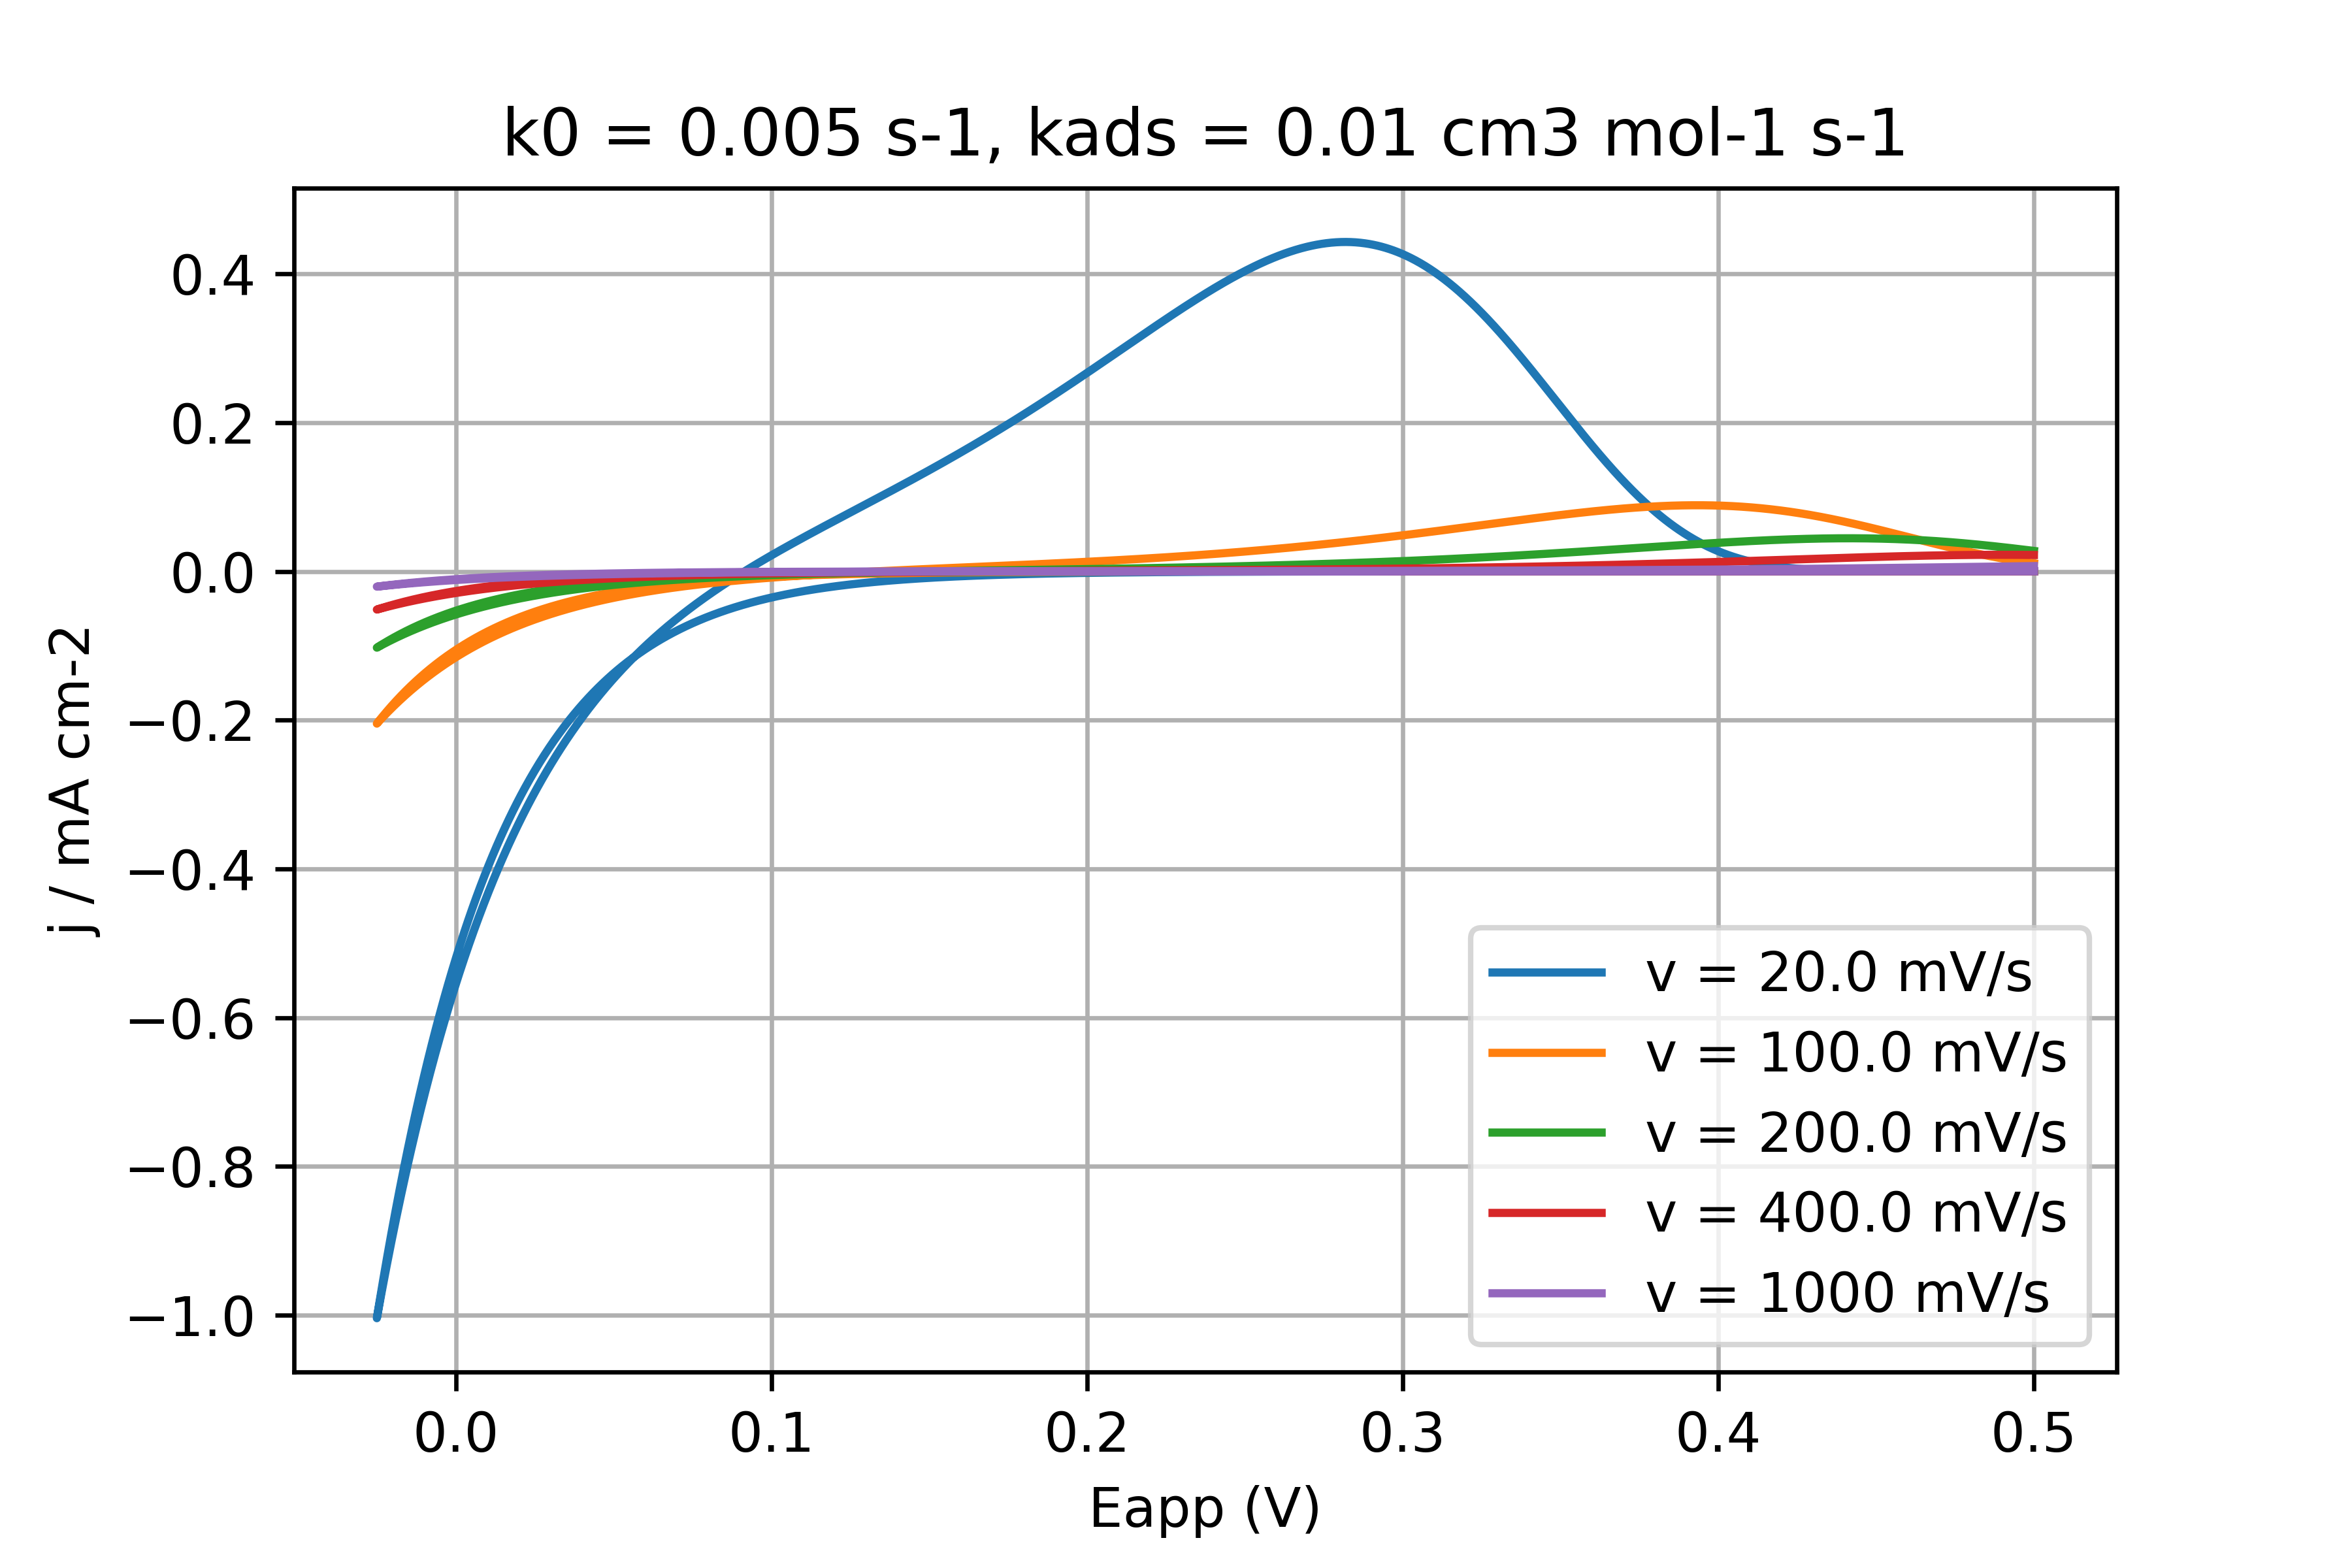 k0 = 0.005 s-1, kads = 0.01 cm3 mol-1 s-1
j / mA cm-2
0.4
0.2
0.0
−0.2
−0.4
−0.6
−0.8
−1.0
v = 20.0 mV/s
v = 100.0 mV/s
v = 200.0 mV/s
v = 400.0 mV/s
v = 1000 mV/s
0.0 0.1 0.2 0.3 0.4 0.5
Eapp (V)